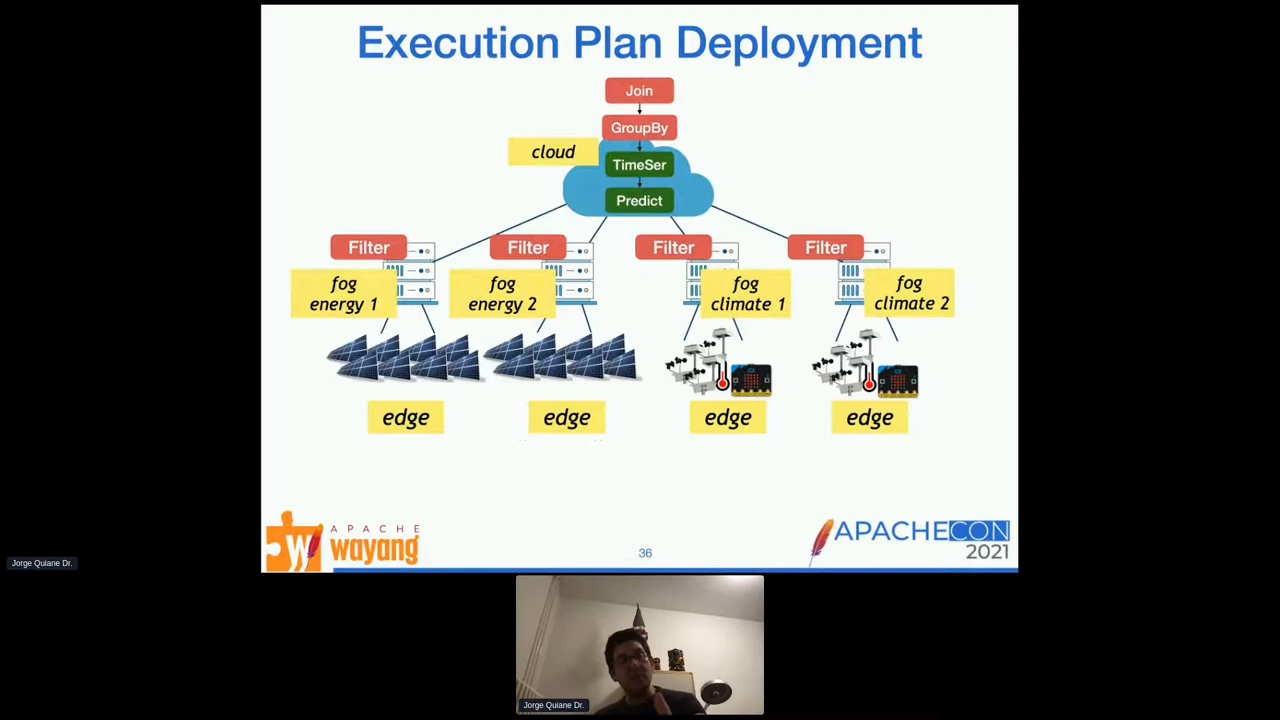 Execution Plan Deployment
Join
GroupBy
cloud
TimeSer
Predict
Filter
Filter
Filter
Filter
fog
energy 1
fog
energy 2
fog
climate 1
fog
climate 2
edge
edge
edge
edge
APACHE
wayang
W
36
APACHECON
2021
Jorge Quiane Dr.
Jorge Quiane Dr.